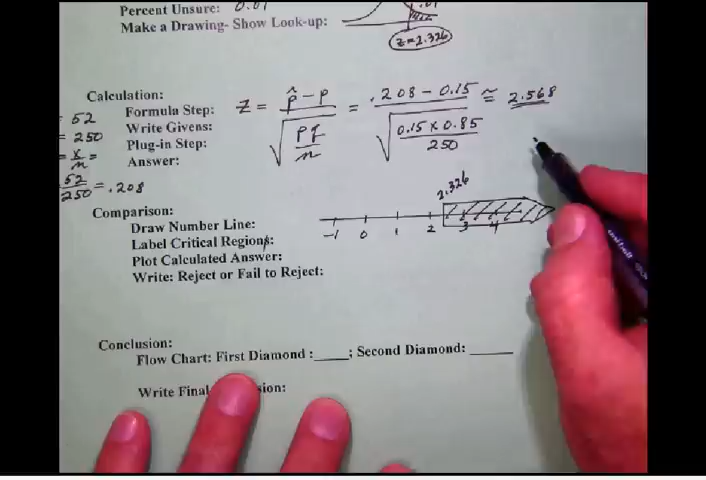 Percent Unsure: 0.01
Make a Drawing- Show Look-up:
.01
z=2.326
Calculation:
Formula Step:
Write Givens:
Plug-in Step:
Answer:
= 52
= 250
= x/n =
52/250 = .208
Z = p̂ - p / √(pq/n) = .208 - 0.15 / √(0.15 x 0.85 / 250) ≅ 2.568
Comparison:
Draw Number Line:
Label Critical Regions:
Plot Calculated Answer:
Write: Reject or Fail to Reject:
2.326
-1 0 1 2 3 4
Conclusion:
Flow Chart: First Diamond :____; Second Diamond: _____
Write Final